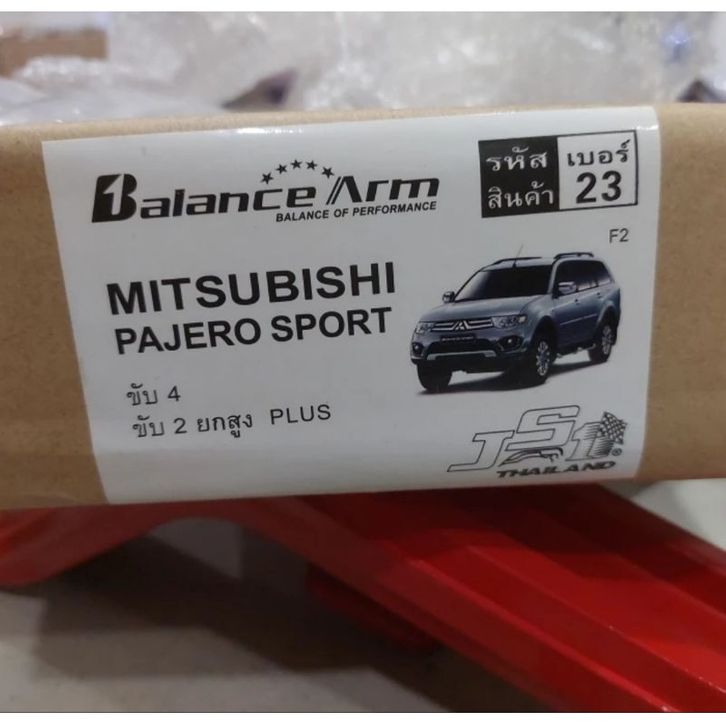 Balance Arm
BALANCE OF PERFORMANCE
รหัส
สินค้า
เบอร์
23
F2
MITSUBISHI
PAJERO SPORT
ขับ 4
ขับ 2 ยกสูง PLUS
JS1
®
THAILAND